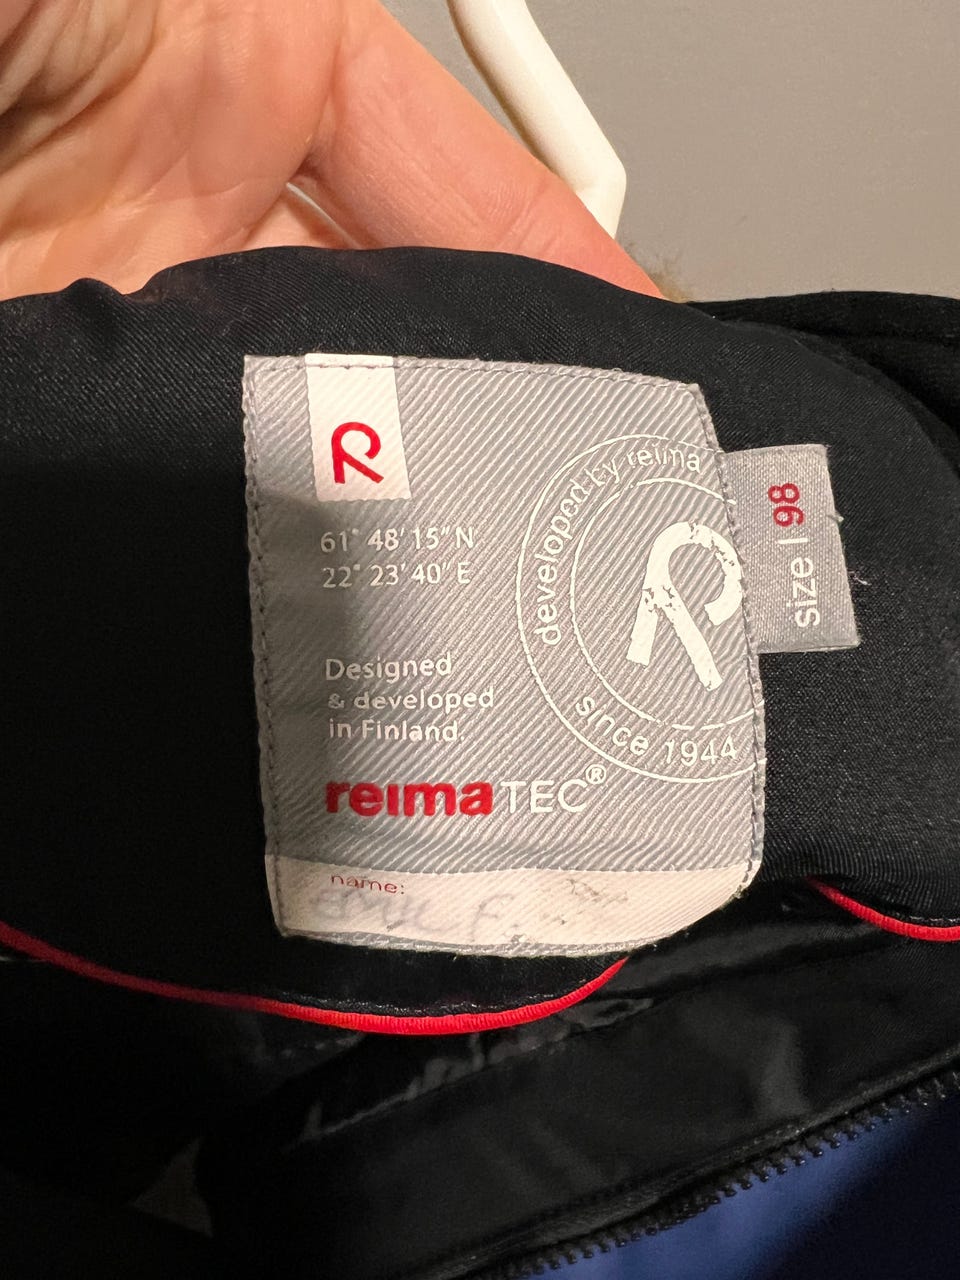 R
61° 48' 15" N
22° 23' 40' E
Designed
& developed
in Finland.
reimaTEC®
name:
developed by reima
R
since 1944
size | 98